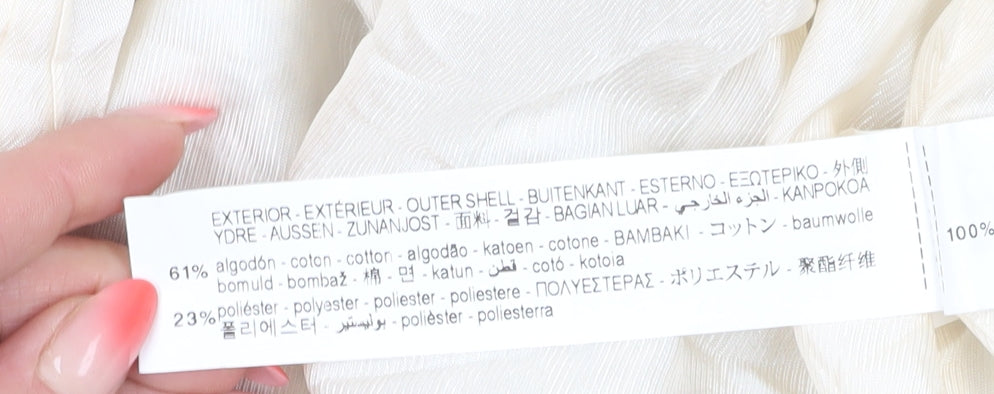 EXTERIOR - EXTÉRIEUR - OUTER SHELL - BUITENKANT - ESTERNO - ΕΞΩΤΕΡΙΚΟ - 外側
YDRE - AUSSEN - ZUNANJOST - 面料 - 겉감 - BAGIAN LUAR - الجزء الخارجي - KANPOKOA
61% algodón - coton - cotton - algodão - katoen - cotone - BAMBAKI - コットン - baumwolle
bomuld - bombaž - 棉 - 면 - katun - قطن - cotó - kotoia
23% poliéster - polyester - poliester - poliestere - ΠΟΛΥΕΣΤΕΡΑΣ - ポリエステル - 聚酯纤维
폴리에스터 - بوليستير - polièster - poliesterra
100%